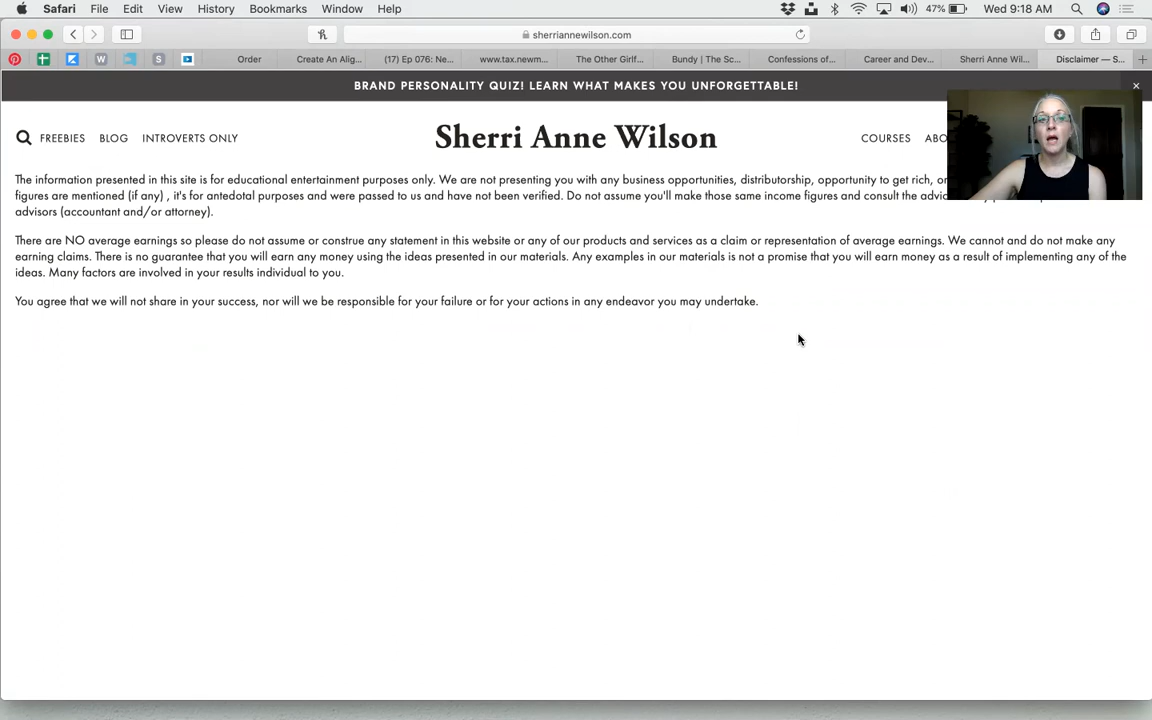 Safari File Edit View History Bookmarks Window Help 47% Wed 9:18 AM
sherriannewilson.com
Order Create An Alig... (17) Ep 076: Ne... www.tax.newm... The Other Girlf... Bundy | The Sc... Confessions of... Career and Dev... Sherri Anne Wil... Disclaimer — S...
BRAND PERSONALITY QUIZ! LEARN WHAT MAKES YOU UNFORGETTABLE!
FREEBIES BLOG INTROVERTS ONLY Sherri Anne Wilson COURSES ABO
The information presented in this site is for educational entertainment purposes only. We are not presenting you with any business opportunities, distributorship, opportunity to get rich, or
figures are mentioned (if any) , it's for antedotal purposes and were passed to us and have not been verified. Do not assume you'll make those same income figures and consult the
advisors (accountant and/or attorney).
There are NO average earnings so please do not assume or construe any statement in this website or any of our products and services as a claim or representation of average earnings. We cannot and do not make any
earning claims. There is no guarantee that you will earn any money using the ideas presented in our materials. Any examples in our materials is not a promise that you will earn money as a result of implementing any of the
ideas. Many factors are involved in your results individual to you.
You agree that we will not share in your success, nor will we be responsible for your failure or for your actions in any endeavor you may undertake.